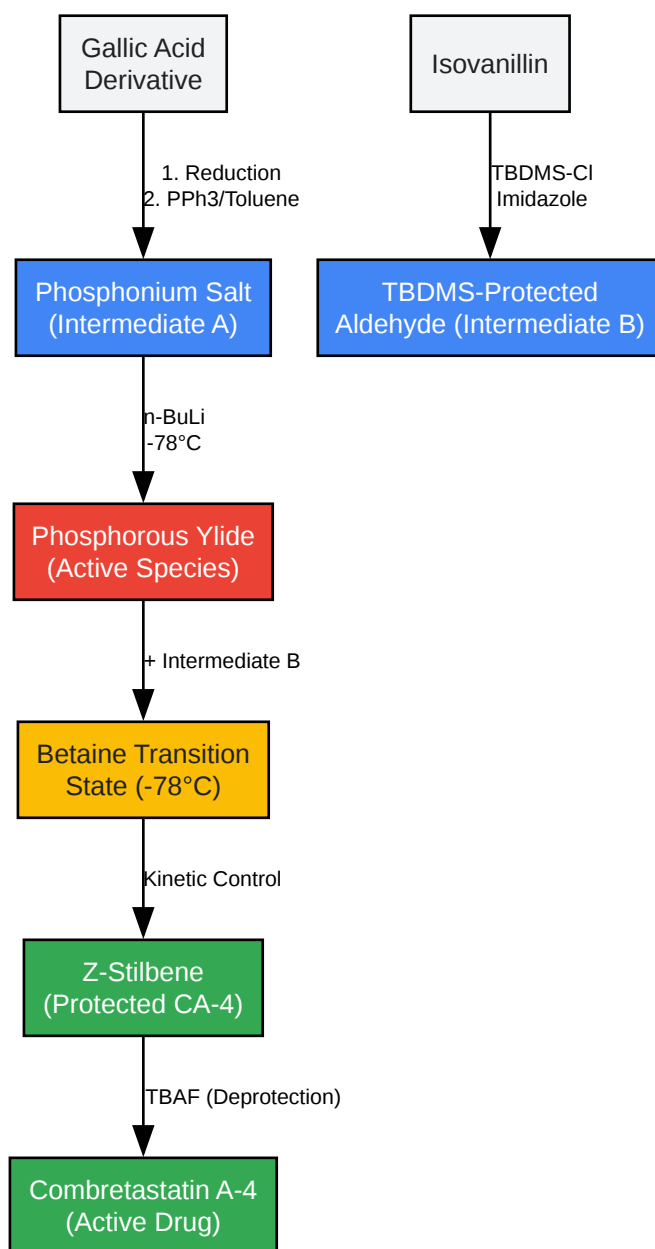 Gallic Acid
Derivative
Isovanillin
1. Reduction
2. PPh3/Toluene
TBDMS-Cl
Imidazole
Phosphonium Salt
(Intermediate A)
TBDMS-Protected
Aldehyde (Intermediate B)
n-BuLi
-78°C
Phosphorous Ylide
(Active Species)
+ Intermediate B
Betaine Transition
State (-78°C)
Kinetic Control
Z-Stilbene
(Protected CA-4)
TBAF (Deprotection)
Combretastatin A-4
(Active Drug)